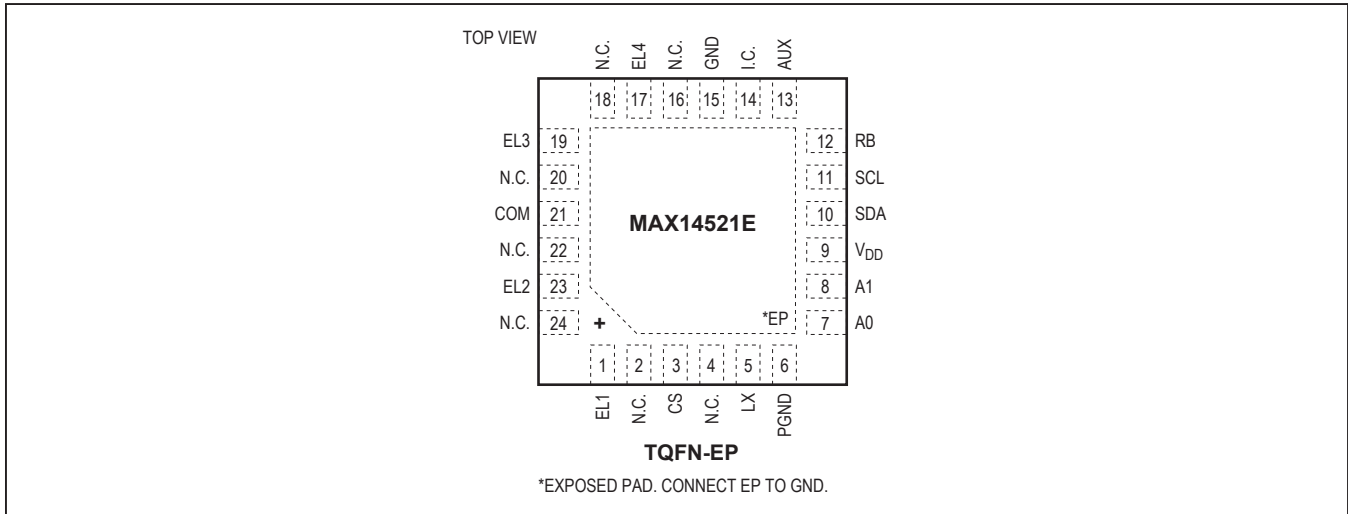 TOP VIEW
N.C. EL4 N.C. GND I.C. AUX
18 17 16 15 14 13
EL3 19 12 RB
N.C. 20 11 SCL
COM 21 10 SDA
MAX14521E
N.C. 22 9 VDD
EL2 23 8 A1
N.C. 24 + *EP 7 A0
1 2 3 4 5 6
EL1 N.C. CS N.C. LX PGND
TQFN-EP
*EXPOSED PAD. CONNECT EP TO GND.